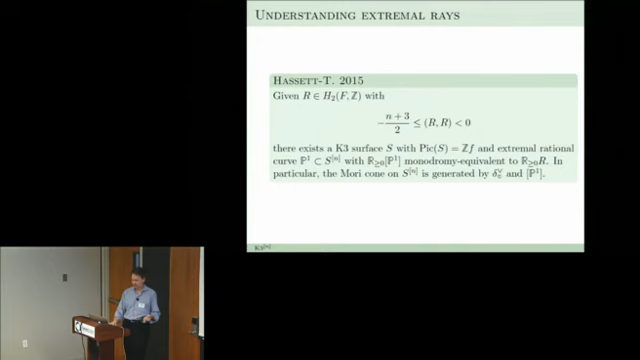 UNDERSTANDING EXTREMAL RAYS
HASSETT-T. 2015
Given R ∈ H₂(F, ℤ) with
−(n + 3)/2 ≤ (R, R) < 0
there exists a K3 surface S with Pic(S) = ℤf and extremal rational
curve ℙ¹ ⊂ S^[n] with ℝ≥0[ℙ¹] monodromy-equivalent to ℝ≥0R. In
particular, the Mori cone on S^[n] is generated by and [ℙ¹].
K3^[n]